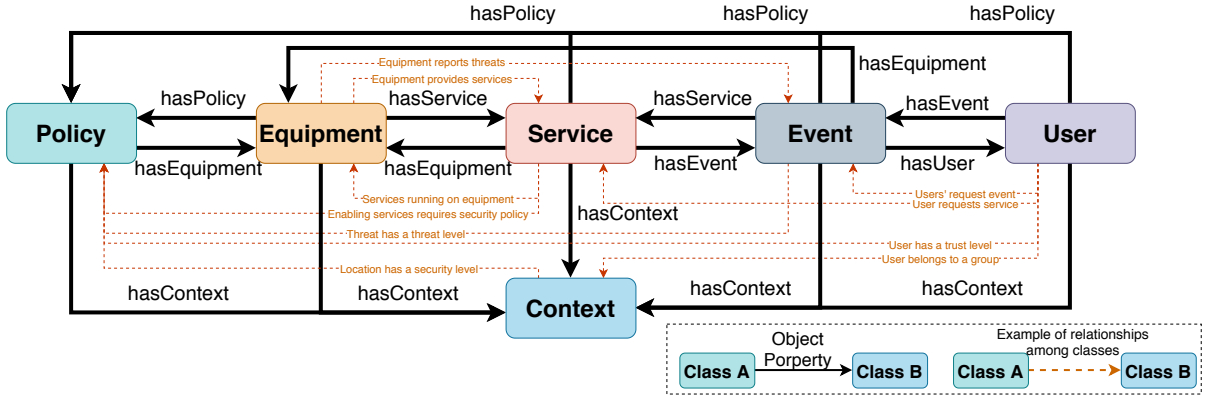 hasPolicy
hasPolicy
hasPolicy
Equipment reports threats
hasEquipment
Equipment provides services
hasPolicy
hasService
hasService
hasEvent
Policy
Equipment
Service
Event
User
hasEquipment
hasEquipment
hasEvent
hasUser
Services running on equipment
Users' request event
User requests service
Enabling services requires security policy
hasContext
Threat has a threat level
User has a trust level
User belongs to a group
Location has a security level
hasContext
hasContext
hasContext
hasContext
Context
Object
Porperty
Example of relationships
among classes
Class A
Class B
Class A
Class B